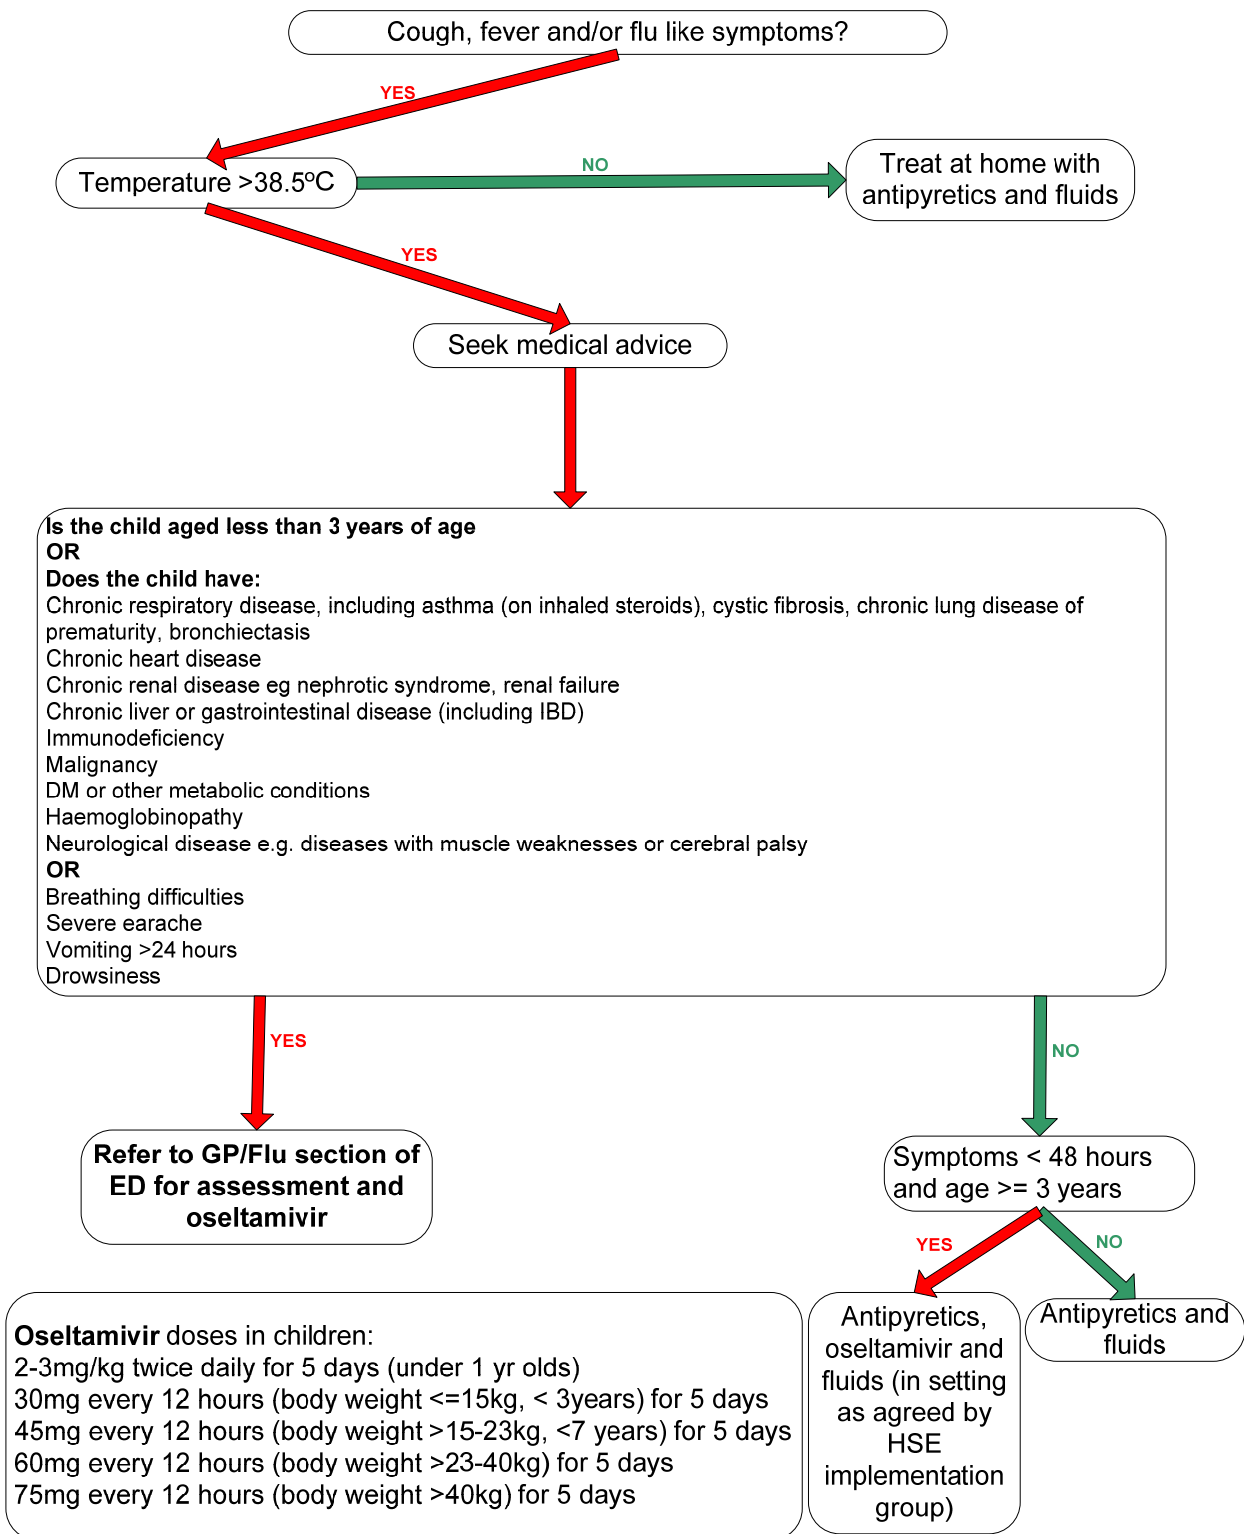 Cough, fever and/or flu like symptoms?
YES
Temperature >38.5ºC
NO
Treat at home with
antipyretics and fluids
YES
Seek medical advice
Is the child aged less than 3 years of age
OR
Does the child have:
Chronic respiratory disease, including asthma (on inhaled steroids), cystic fibrosis, chronic lung disease of
prematurity, bronchiectasis
Chronic heart disease
Chronic renal disease eg nephrotic syndrome, renal failure
Chronic liver or gastrointestinal disease (including IBD)
Immunodeficiency
Malignancy
DM or other metabolic conditions
Haemoglobinopathy
Neurological disease e.g. diseases with muscle weaknesses or cerebral palsy
OR
Breathing difficulties
Severe earache
Vomiting >24 hours
Drowsiness
YES
NO
Refer to GP/Flu section of
ED for assessment and
oseltamivir
Symptoms < 48 hours
and age >= 3 years
YES
NO
Oseltamivir doses in children:
2-3mg/kg twice daily for 5 days (under 1 yr olds)
30mg every 12 hours (body weight <=15kg, < 3years) for 5 days
45mg every 12 hours (body weight >15-23kg, <7 years) for 5 days
60mg every 12 hours (body weight >23-40kg) for 5 days
75mg every 12 hours (body weight >40kg) for 5 days
Antipyretics,
oseltamivir and
fluids (in setting
as agreed by
HSE
implementation
group)
Antipyretics and
fluids